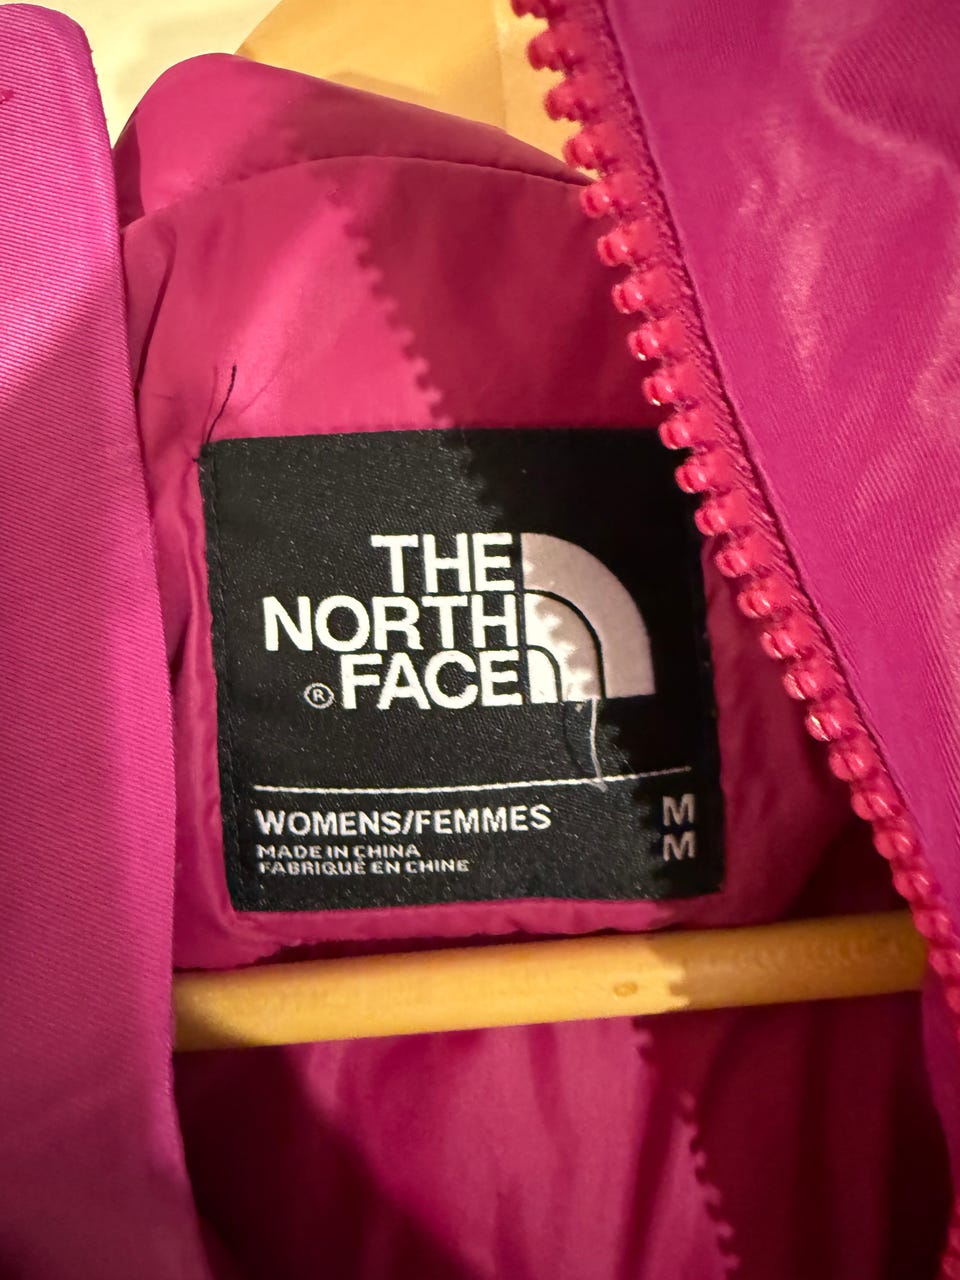 THE
NORTH
® FACE
WOMENS/FEMMES M
MADE IN CHINA M
FABRIQUÉ EN CHINE